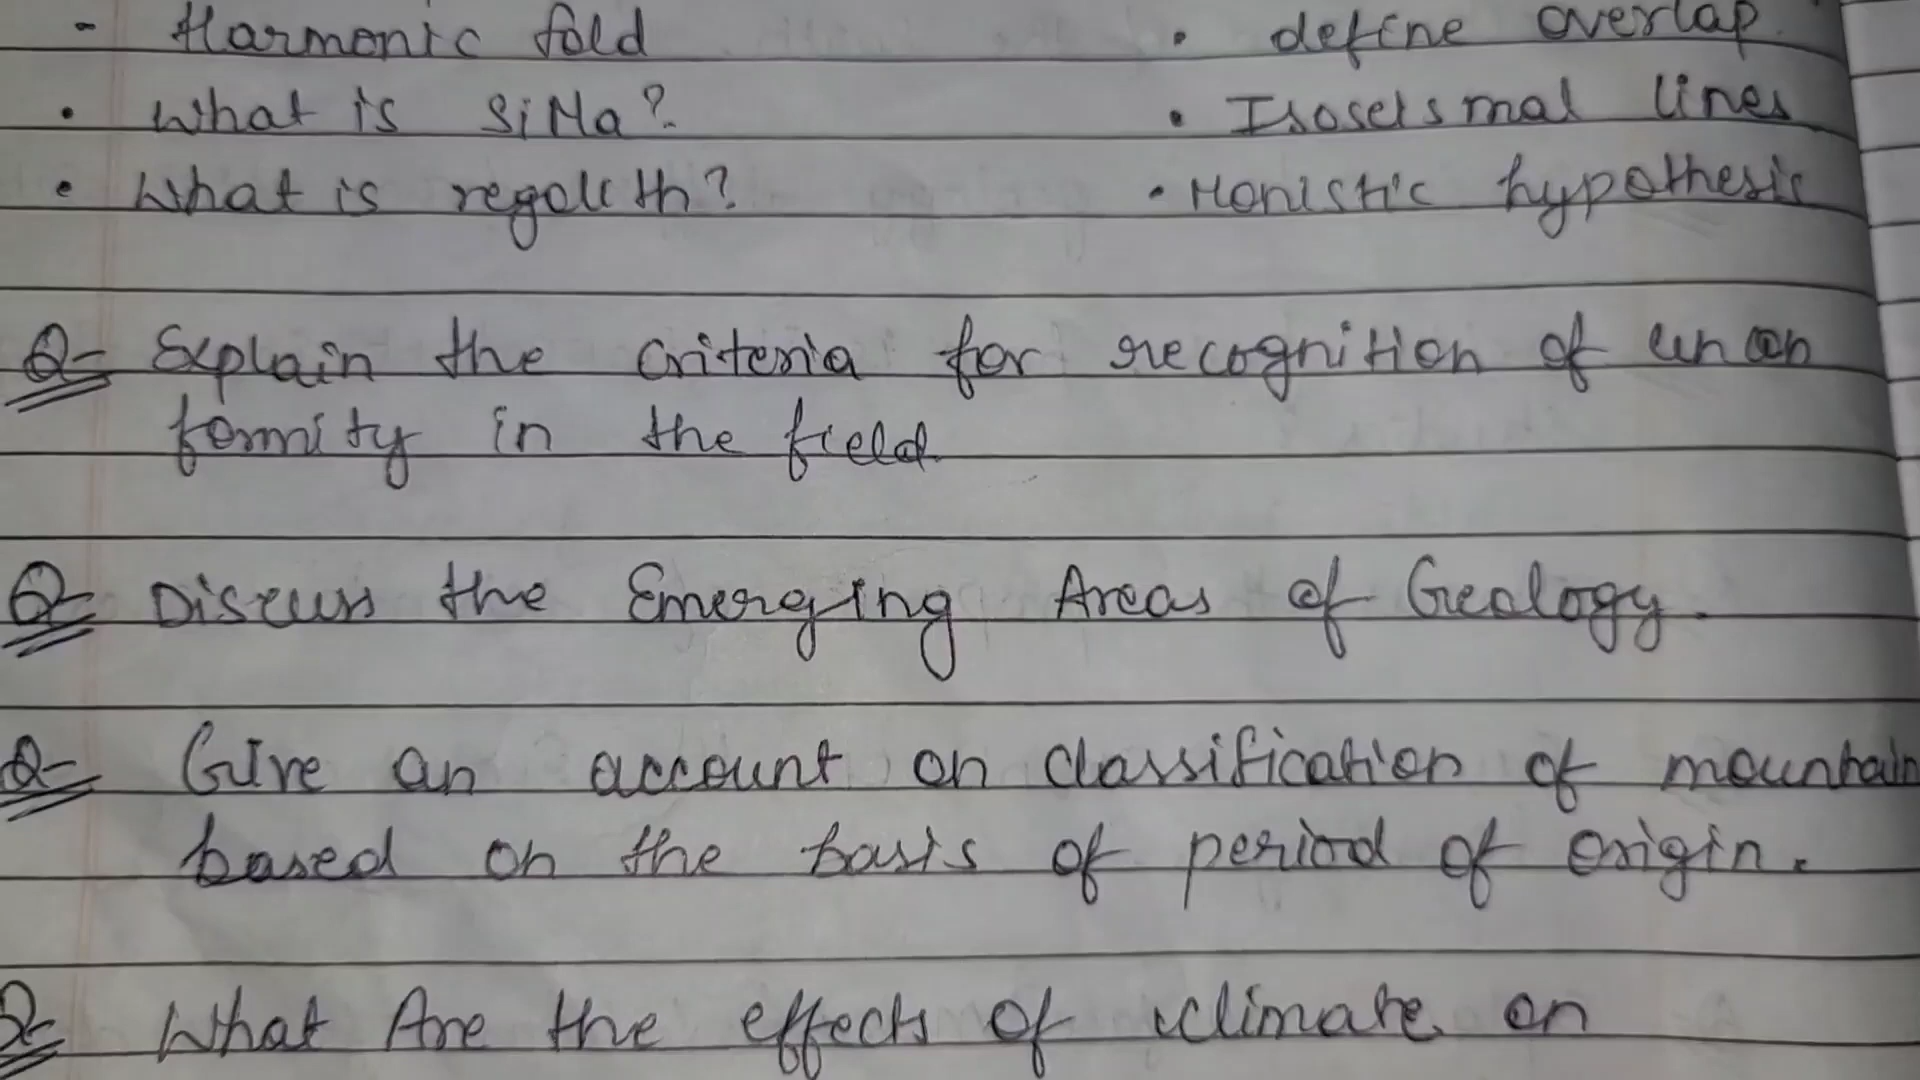 - Harmonic fold
• define overlap.
• What is SiMa?
• Isoseismal lines
• What is regolith?
• Monistic hypothesis
Q- Explain the criteria for recognition of uncon
formity in the field.
Q- Discuss the Emerging Areas of Geology.
Q- Give an account on classification of mountain
based on the basis of period of origin.
Q- What Are the effects of climate on